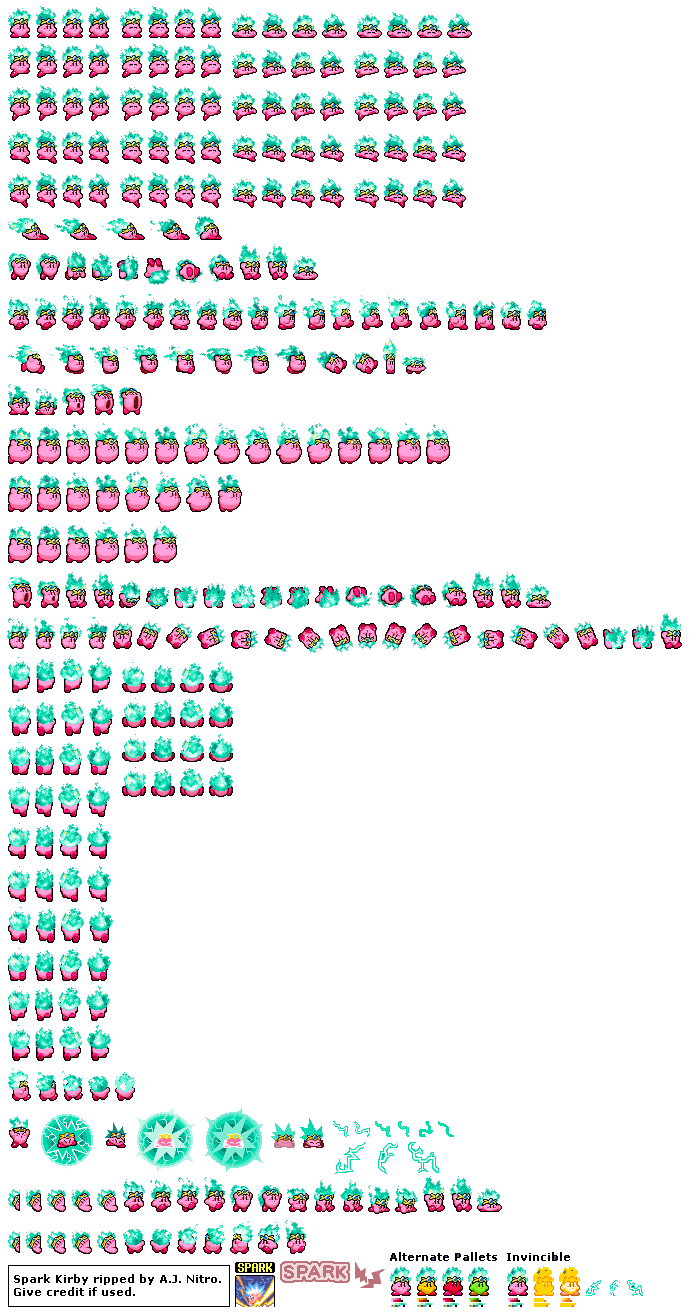 Alternate Pallets Invincible
Spark Kirby ripped by A.J. Nitro.
Give credit if used.
SPARK
SPARK